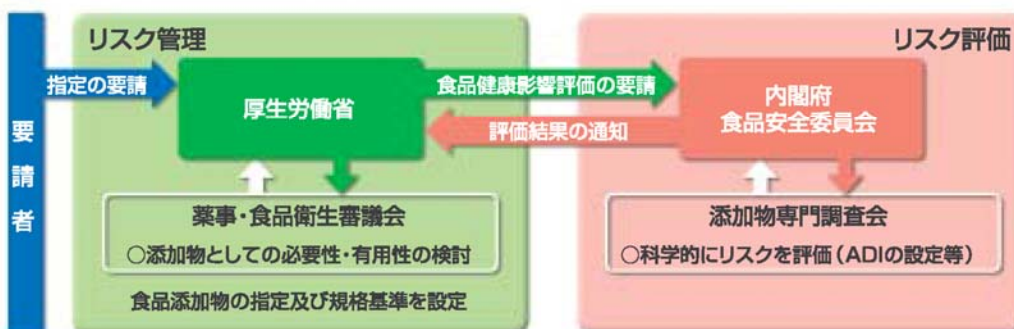 要請者
リスク管理
指定の要請
厚生労働省
薬事・食品衛生審議会
○添加物としての必要性・有用性の検討
食品添加物の指定及び規格基準を設定
食品健康影響評価の要請
評価結果の通知
リスク評価
内閣府
食品安全委員会
添加物専門調査会
○科学的にリスクを評価(ADIの設定等)